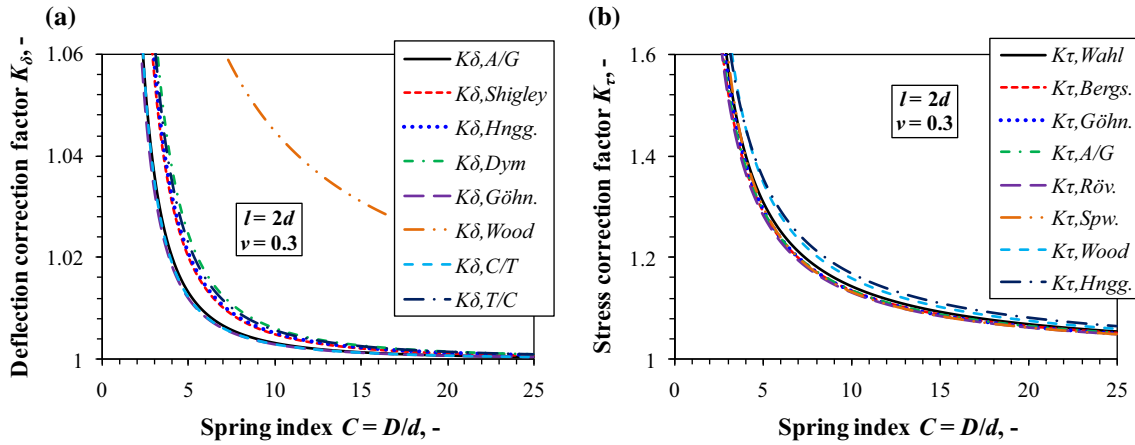 (a)
Deflection correction factor Kδ, -
1.06
1.04
1.02
1
0
5
10
15
20
25
Spring index C = D/d, -
l = 2d
ν = 0.3
Kδ,A/G
Kδ,Shigley
Kδ,Hngg.
Kδ,Dym
Kδ,Göhn.
Kδ,Wood
Kδ,C/T
Kδ,T/C
(b)
Stress correction factor Kτ, -
1.6
1.4
1.2
1
0
5
10
15
20
25
Spring index C = D/d, -
l = 2d
ν = 0.3
Kτ,Wahl
Kτ,Bergs.
Kτ,Göhn.
Kτ,A/G
Kτ,Röv.
Kτ,Spw.
Kτ,Wood
Kτ,Hngg.